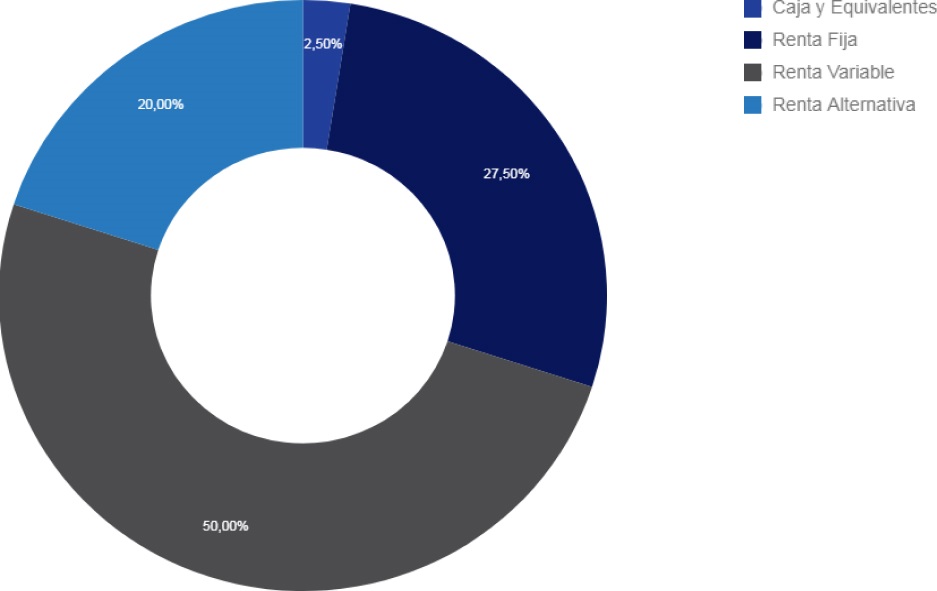 Caja y Equivalentes
Renta Fija
Renta Variable
Renta Alternativa
2,50%
20,00%
27,50%
50,00%